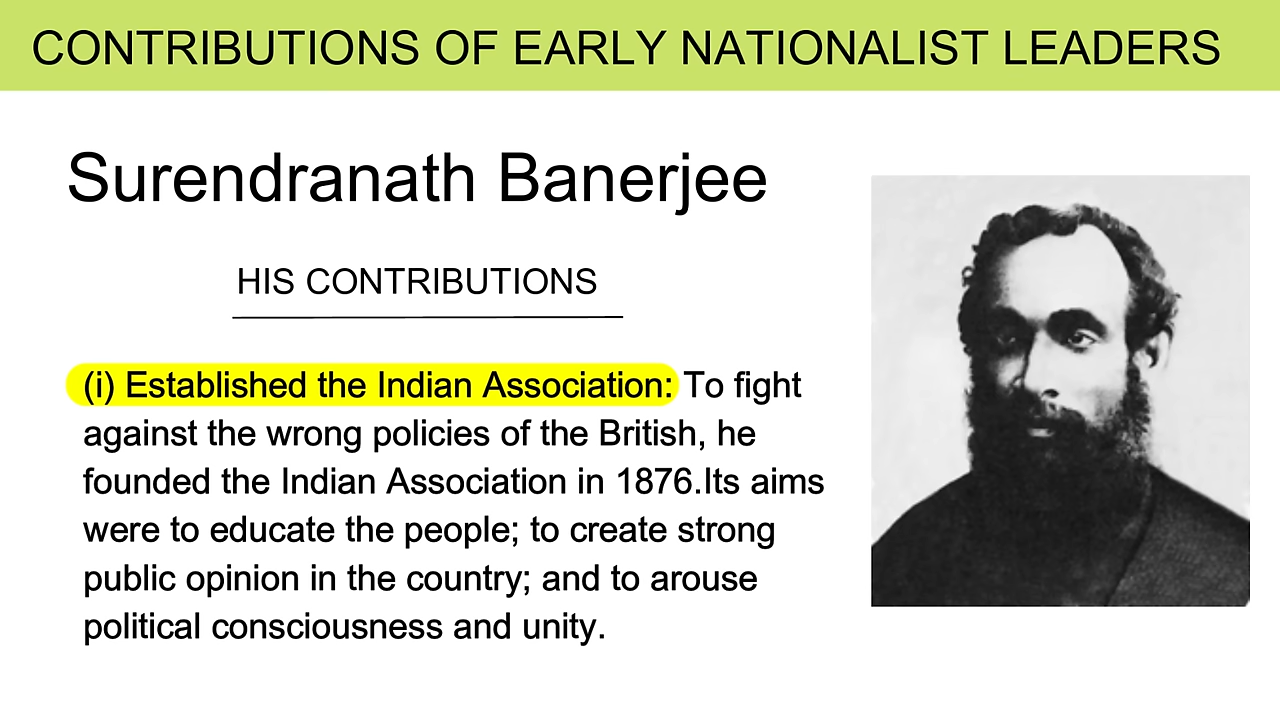 CONTRIBUTIONS OF EARLY NATIONALIST LEADERS
Surendranath Banerjee
HIS CONTRIBUTIONS
(i) Established the Indian Association: To fight
against the wrong policies of the British, he
founded the Indian Association in 1876.Its aims
were to educate the people; to create strong
public opinion in the country; and to arouse
political consciousness and unity.